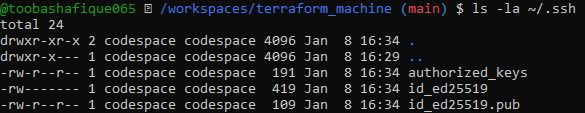 @toobashafique065 /workspaces/terraform_machine (main) $ ls -la ~/.ssh
total 24
drwxr-xr-x 2 codespace codespace 4096 Jan  8 16:34 .
drwxr-x--- 1 codespace codespace 4096 Jan  8 16:29 ..
-rw-r--r-- 1 codespace codespace  191 Jan  8 16:34 authorized_keys
-rw------- 1 codespace codespace  419 Jan  8 16:34 id_ed25519
-rw-r--r-- 1 codespace codespace  109 Jan  8 16:34 id_ed25519.pub